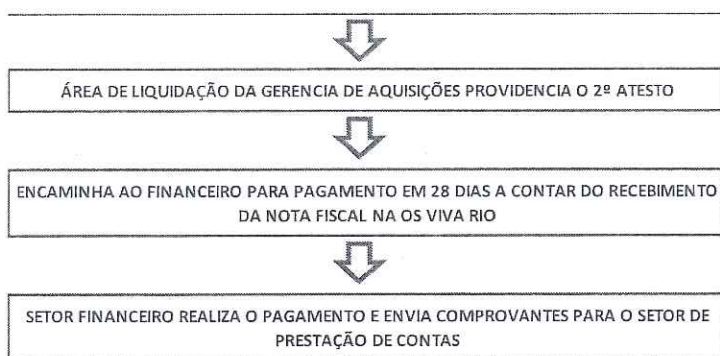 ÁREA DE LIQUIDAÇÃO DA GERENCIA DE AQUISIÇÕES PROVIDENCIA O 2º ATESTO
ENCAMINHA AO FINANCEIRO PARA PAGAMENTO EM 28 DIAS A CONTAR DO RECEBIMENTO
DA NOTA FISCAL NA OS VIVA RIO
SETOR FINANCEIRO REALIZA O PAGAMENTO E ENVIA COMPROVANTES PARA O SETOR DE
PRESTAÇÃO DE CONTAS